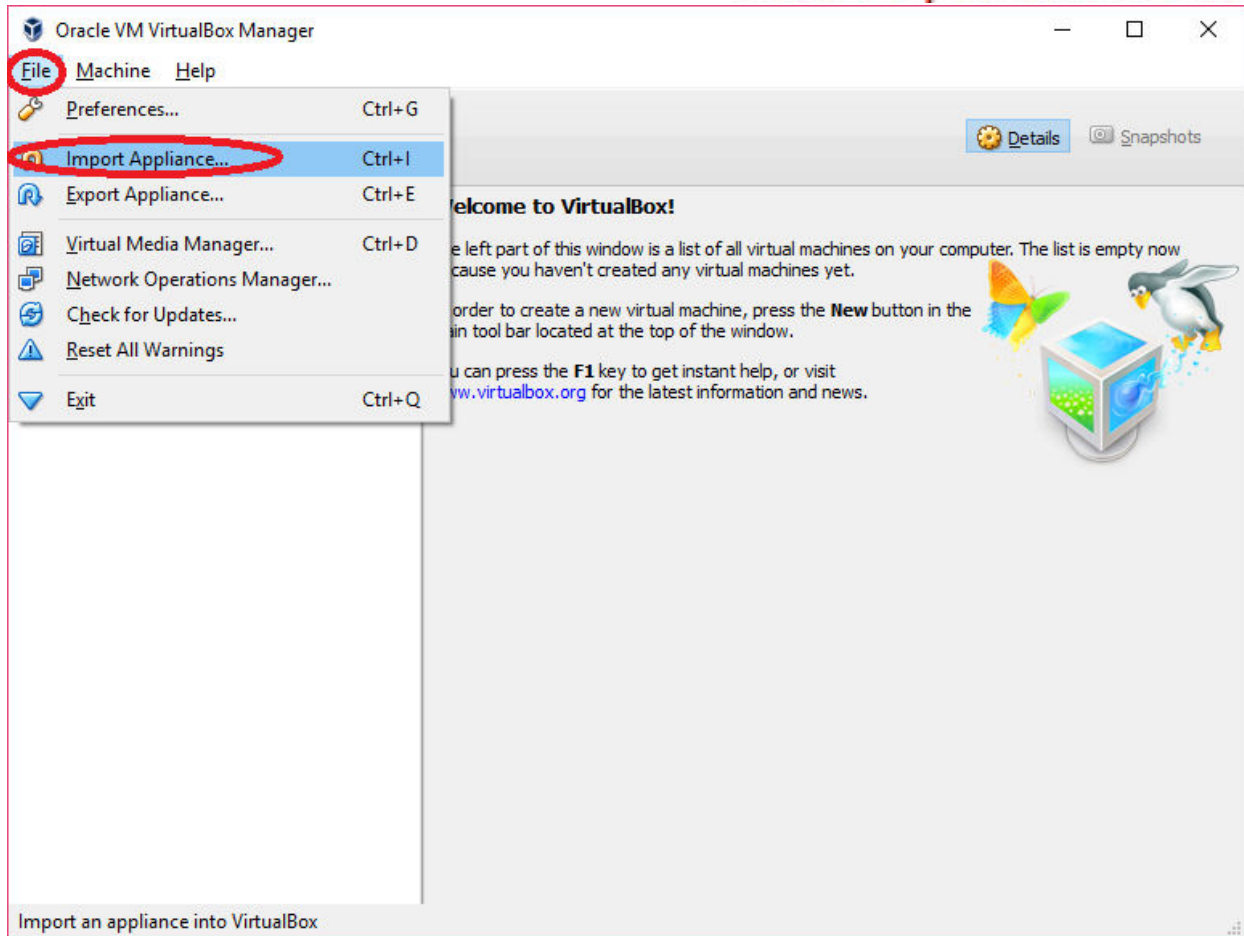 Oracle VM VirtualBox Manager
File Machine Help
Preferences... Ctrl+G
Import Appliance... Ctrl+I
Export Appliance... Ctrl+E
Virtual Media Manager... Ctrl+D
Network Operations Manager...
Check for Updates...
Reset All Warnings
Exit Ctrl+Q
Details Snapshots
elcome to VirtualBox!
e left part of this window is a list of all virtual machines on your computer. The list is empty now
cause you haven't created any virtual machines yet.
order to create a new virtual machine, press the New button in the
in tool bar located at the top of the window.
u can press the F1 key to get instant help, or visit
ww.virtualbox.org for the latest information and news.
Import an appliance into VirtualBox